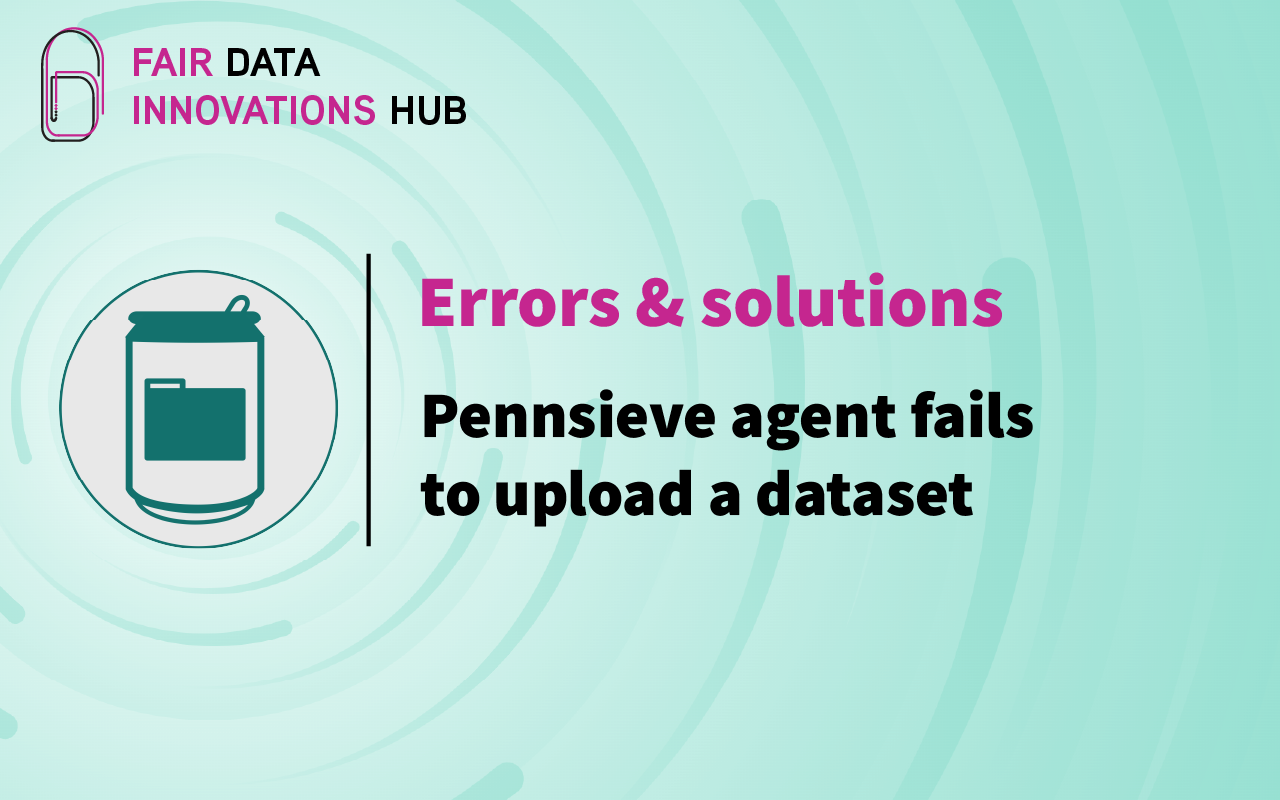 FAIR DATA
INNOVATIONS HUB
Errors & solutions
Pennsieve agent fails
to upload a dataset